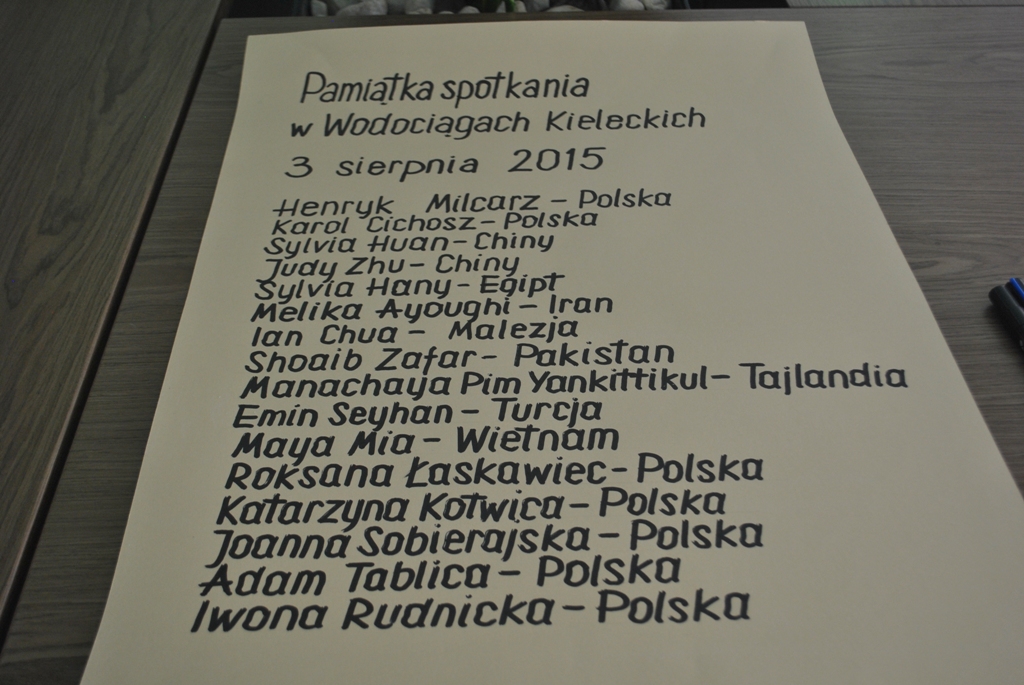 Pamiątka spotkania
w Wodociągach Kieleckich
3 sierpnia 2015
Henryk Milcarz – Polska
Karol Cichosz – Polska
Sylvia Huan – Chiny
Judy Zhu – Chiny
Sylvia Hany – Egipt
Melika Ayoughi – Iran
Ian Chua – Malezja
Shoaib Zafar – Pakistan
Manachaya Pim Yankittikul – Tajlandia
Emin Seyhan – Turcja
Maya Mia – Wietnam
Roksana Łaskawiec – Polska
Katarzyna Kotwica – Polska
Joanna Sobierajska – Polska
Adam Tablica – Polska
Iwona Rudnicka – Polska